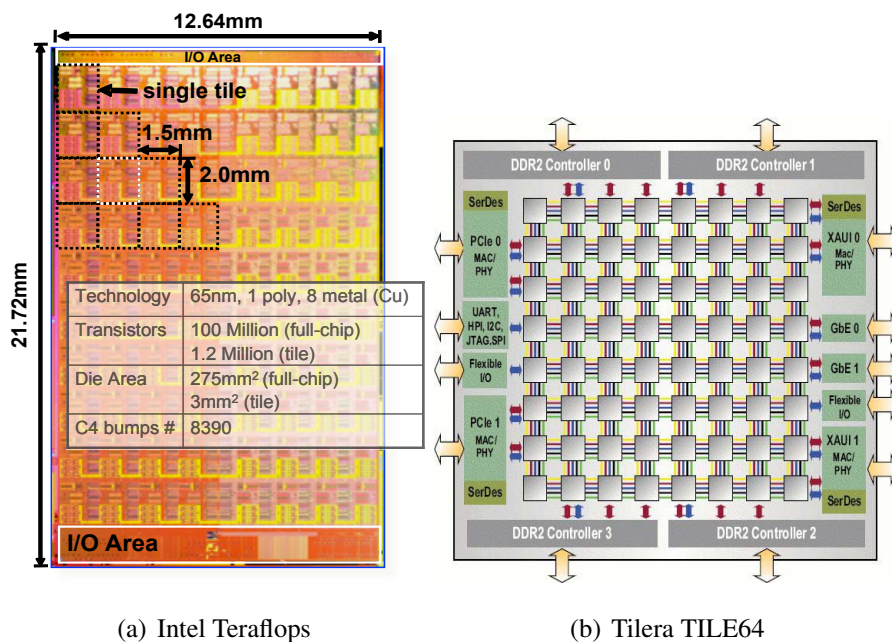 12.64mm
I/O Area
single tile
1.5mm
2.0mm
21.72mm
Technology 65nm, 1 poly, 8 metal (Cu)
Transistors 100 Million (full-chip)
1.2 Million (tile)
Die Area 275mm² (full-chip)
3mm² (tile)
C4 bumps # 8390
I/O Area
(a) Intel Teraflops
DDR2 Controller 0
DDR2 Controller 1
SerDes
PCIe 0
MAC/
PHY
UART,
HPI, I2C,
JTAG.SPI
Flexible
I/O
PCIe 1
MAC/
PHY
SerDes
SerDes
XAUI 0
Mac/
PHY
GbE 0
GbE 1
Flexible
I/O
XAUI 1
MAC/
PHY
SerDes
DDR2 Controller 3
DDR2 Controller 2
(b) Tilera TILE64